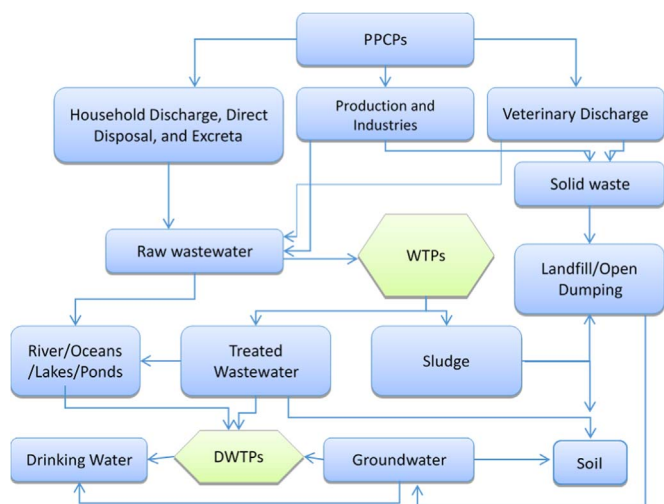 PPCPs
Household Discharge, Direct
Disposal, and Excreta
Production and
Industries
Veterinary Discharge
Solid waste
Raw wastewater
WTPs
Landfill/Open
Dumping
River/Oceans
/Lakes/Ponds
Treated
Wastewater
Sludge
Drinking Water
DWTPs
Groundwater
Soil